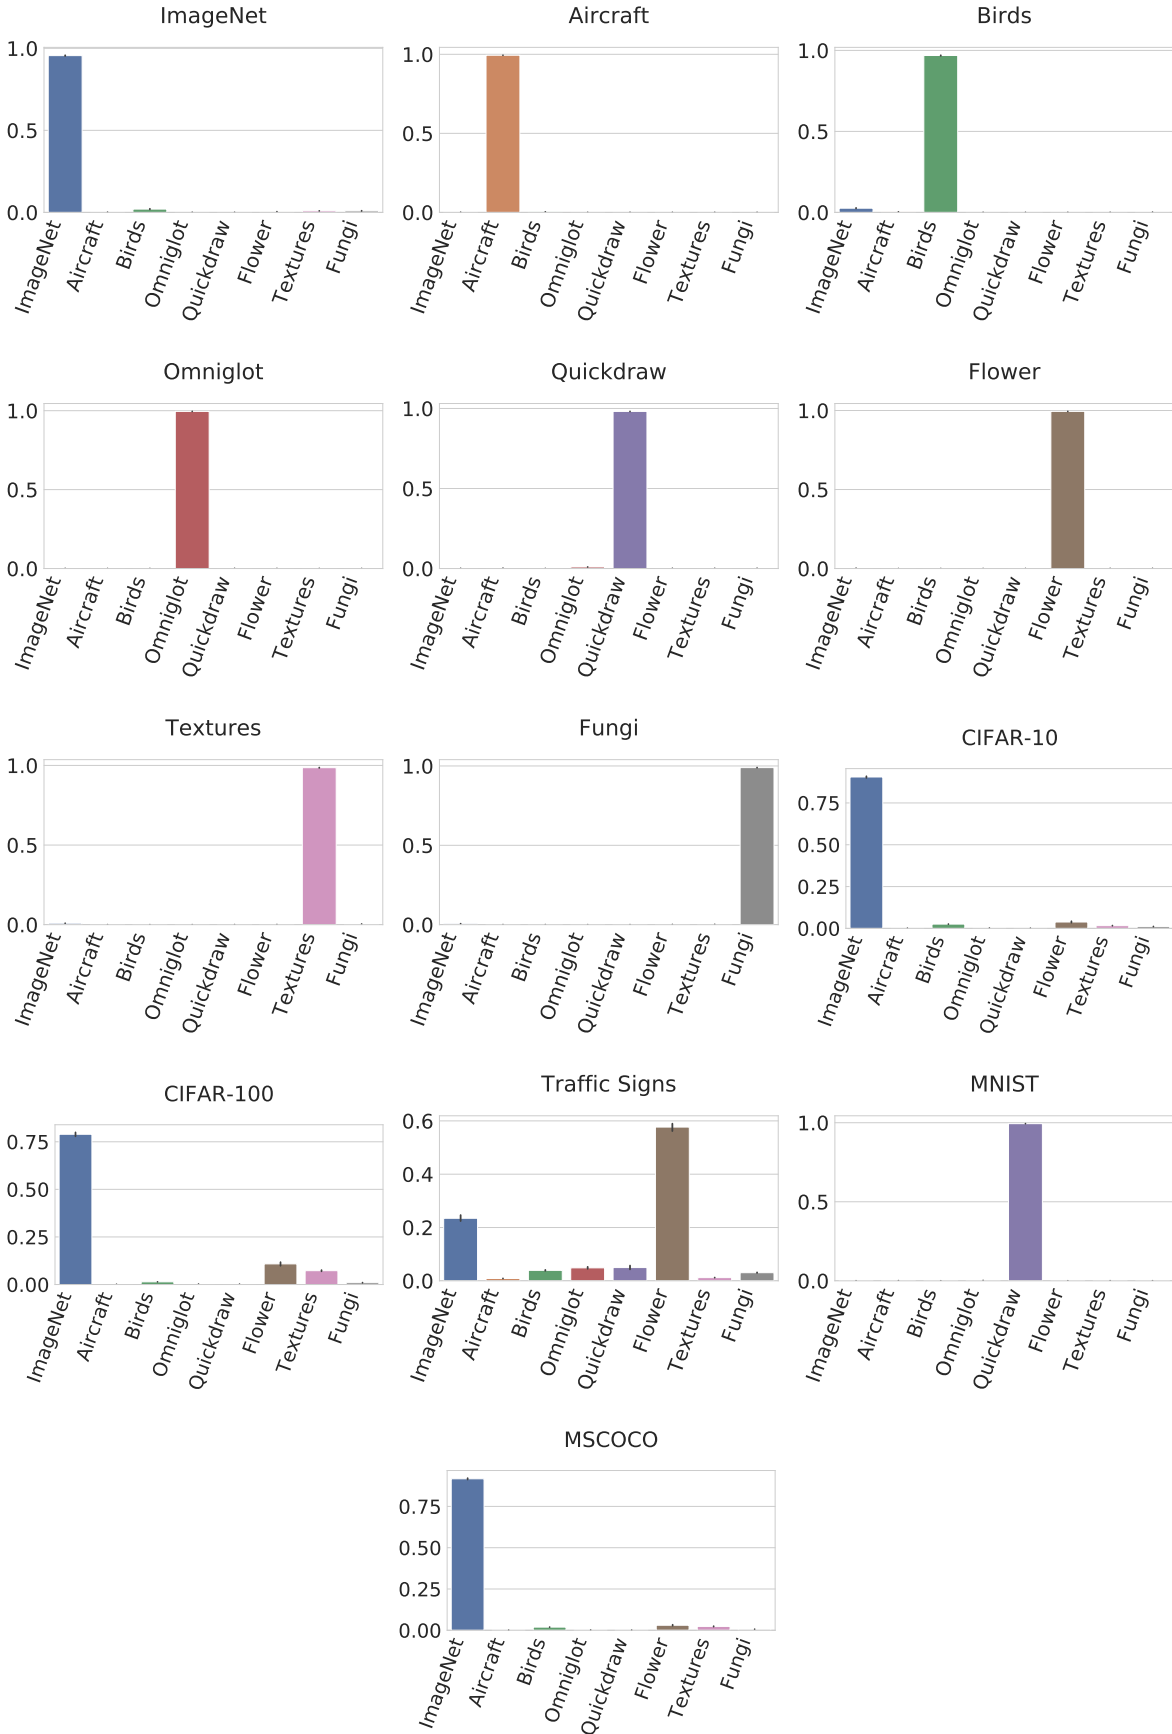 ImageNet
1.0
0.5
0.0
ImageNet
Aircraft
Birds
Omniglot
Quickdraw
Flower
Textures
Fungi
Aircraft
1.0
0.5
0.0
ImageNet
Aircraft
Birds
Omniglot
Quickdraw
Flower
Textures
Fungi
Birds
1.0
0.5
0.0
ImageNet
Aircraft
Birds
Omniglot
Quickdraw
Flower
Textures
Fungi
Omniglot
1.0
0.5
0.0
ImageNet
Aircraft
Birds
Omniglot
Quickdraw
Flower
Textures
Fungi
Quickdraw
1.0
0.5
0.0
ImageNet
Aircraft
Birds
Omniglot
Quickdraw
Flower
Textures
Fungi
Flower
1.0
0.5
0.0
ImageNet
Aircraft
Birds
Omniglot
Quickdraw
Flower
Textures
Fungi
Textures
1.0
0.5
0.0
ImageNet
Aircraft
Birds
Omniglot
Quickdraw
Flower
Textures
Fungi
Fungi
1.0
0.5
0.0
ImageNet
Aircraft
Birds
Omniglot
Quickdraw
Flower
Textures
Fungi
CIFAR-10
0.75
0.50
0.25
0.00
ImageNet
Aircraft
Birds
Omniglot
Quickdraw
Flower
Textures
Fungi
CIFAR-100
0.75
0.50
0.25
0.00
ImageNet
Aircraft
Birds
Omniglot
Quickdraw
Flower
Textures
Fungi
Traffic Signs
0.6
0.4
0.2
0.0
ImageNet
Aircraft
Birds
Omniglot
Quickdraw
Flower
Textures
Fungi
MNIST
1.0
0.5
0.0
ImageNet
Aircraft
Birds
Omniglot
Quickdraw
Flower
Textures
Fungi
MSCOCO
0.75
0.50
0.25
0.00
ImageNet
Aircraft
Birds
Omniglot
Quickdraw
Flower
Textures
Fungi